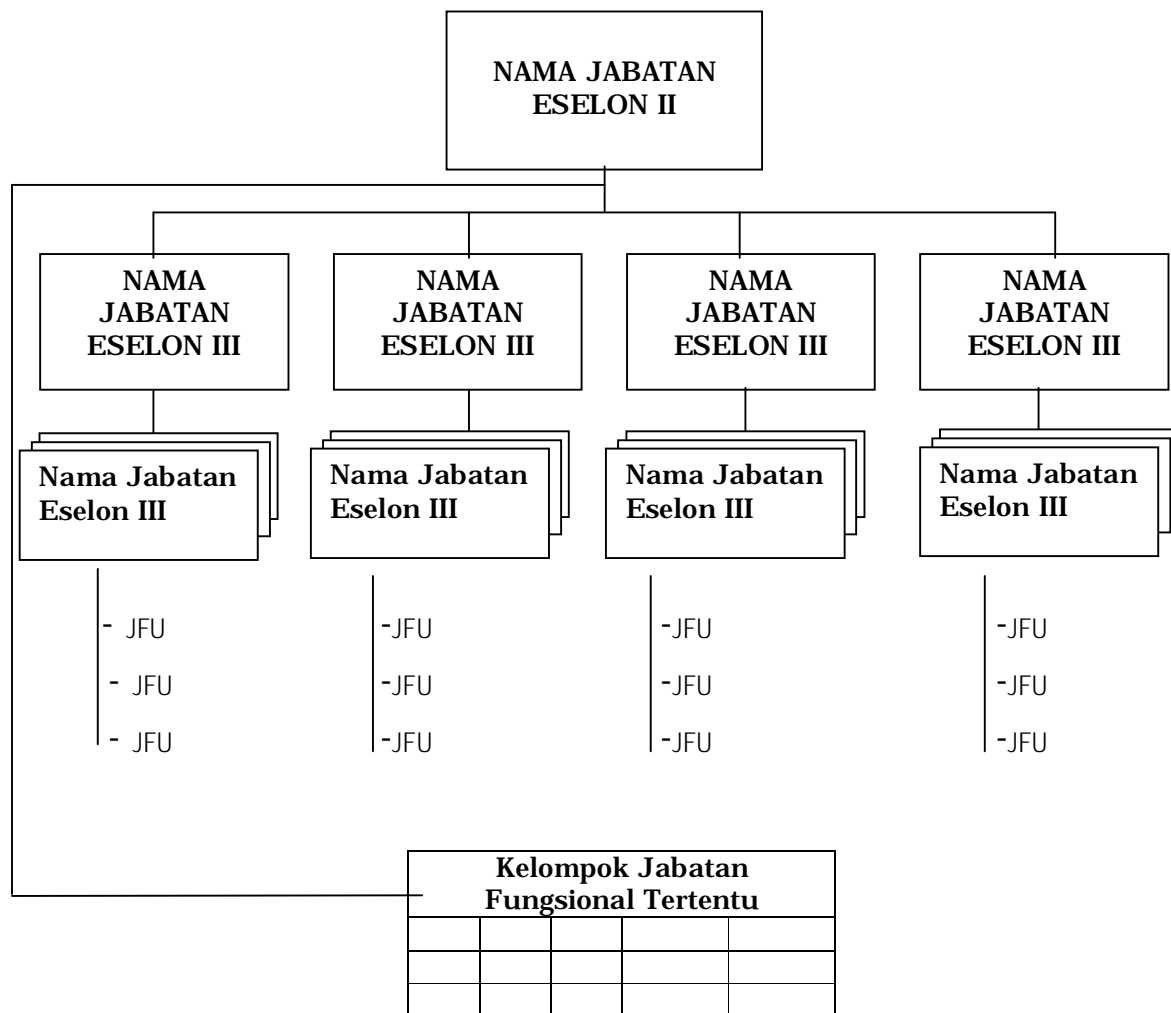 NAMA JABATAN
ESELON II
NAMA
JABATAN
ESELON III
NAMA
JABATAN
ESELON III
NAMA
JABATAN
ESELON III
NAMA
JABATAN
ESELON III
Nama Jabatan
Eselon III
Nama Jabatan
Eselon III
Nama Jabatan
Eselon III
Nama Jabatan
Eselon III
- JFU
- JFU
- JFU
-JFU
-JFU
-JFU
-JFU
-JFU
-JFU
-JFU
-JFU
-JFU
Kelompok Jabatan
Fungsional Tertentu